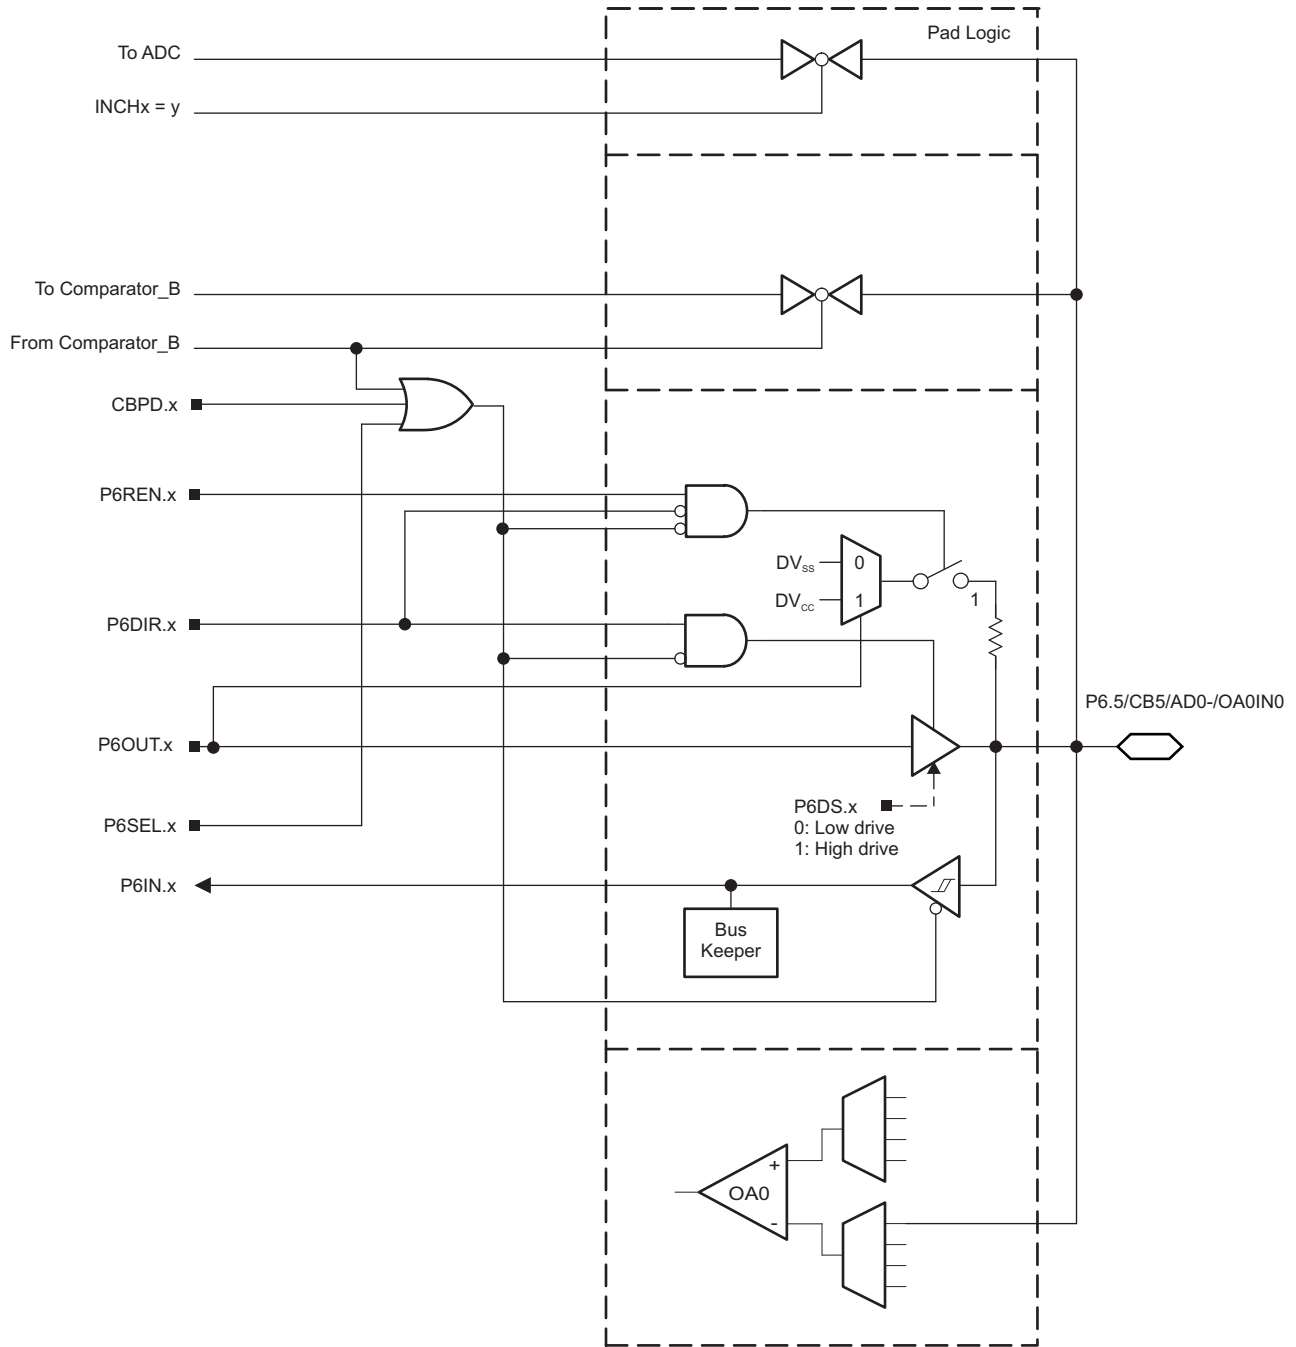 Pad Logic
To ADC
INCHx = y
To Comparator_B
From Comparator_B
CBPD.x
P6REN.x
DVSS
0
DVCC
1
1
P6DIR.x
P6.5/CB5/AD0-/OA0IN0
P6OUT.x
P6DS.x
0: Low drive
1: High drive
P6SEL.x
P6IN.x
Bus
Keeper
+
OA0
-